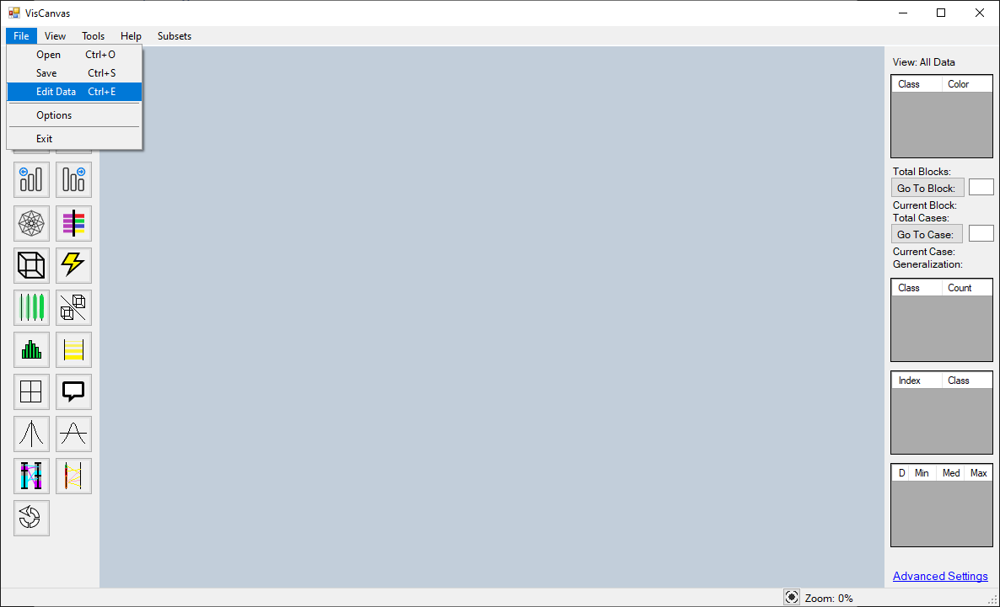 VisCanvas
File View Tools Help Subsets
Open Ctrl+O
Save Ctrl+S
Edit Data Ctrl+E
Options
Exit
View: All Data
Class Color
Total Blocks:
Go To Block:
Current Block:
Total Cases:
Go To Case:
Current Case:
Generalization:
Class Count
Index Class
D Min Med Max
Advanced Settings
Zoom: 0%